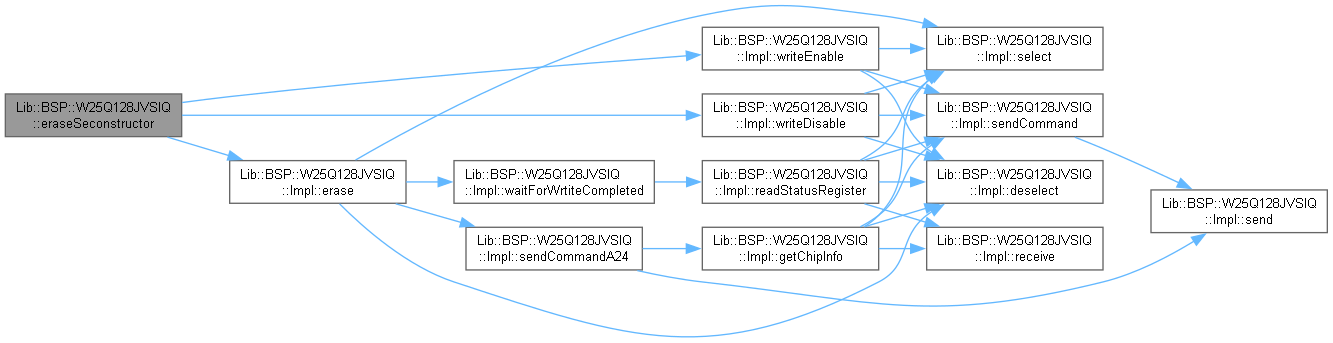 Lib::BSP::W25Q128JVSIQ
::eraseSeconstructor
Lib::BSP::W25Q128JVSIQ
::Impl::erase
Lib::BSP::W25Q128JVSIQ
::Impl::waitForWrtiteCompleted
Lib::BSP::W25Q128JVSIQ
::Impl::sendCommandA24
Lib::BSP::W25Q128JVSIQ
::Impl::writeEnable
Lib::BSP::W25Q128JVSIQ
::Impl::writeDisable
Lib::BSP::W25Q128JVSIQ
::Impl::readStatusRegister
Lib::BSP::W25Q128JVSIQ
::Impl::getChipInfo
Lib::BSP::W25Q128JVSIQ
::Impl::select
Lib::BSP::W25Q128JVSIQ
::Impl::sendCommand
Lib::BSP::W25Q128JVSIQ
::Impl::deselect
Lib::BSP::W25Q128JVSIQ
::Impl::receive
Lib::BSP::W25Q128JVSIQ
::Impl::send